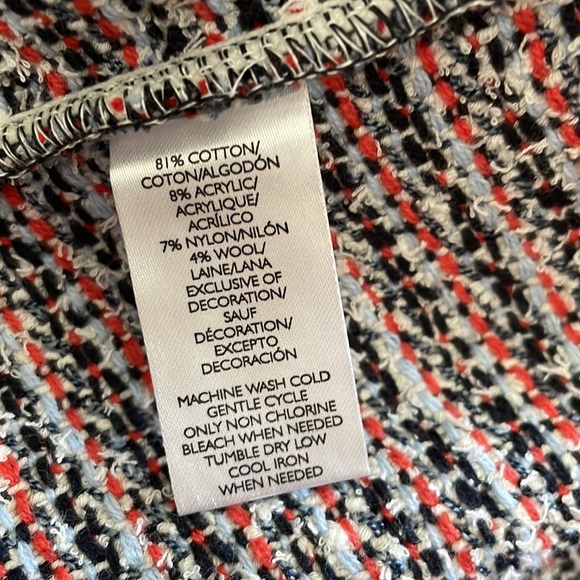 81% COTTON/
COTON/ALGODÓN
8% ACRYLIC/
ACRYLIQUE/
ACRÍLICO
7% NYLON/NILÓN
4% WOOL/
LAINE/LANA
EXCLUSIVE OF
DECORATION/
SAUF
DÉCORATION/
EXCEPTO
DECORACIÓN
MACHINE WASH COLD
GENTLE CYCLE
ONLY NON CHLORINE
BLEACH WHEN NEEDED
TUMBLE DRY LOW
COOL IRON
WHEN NEEDED